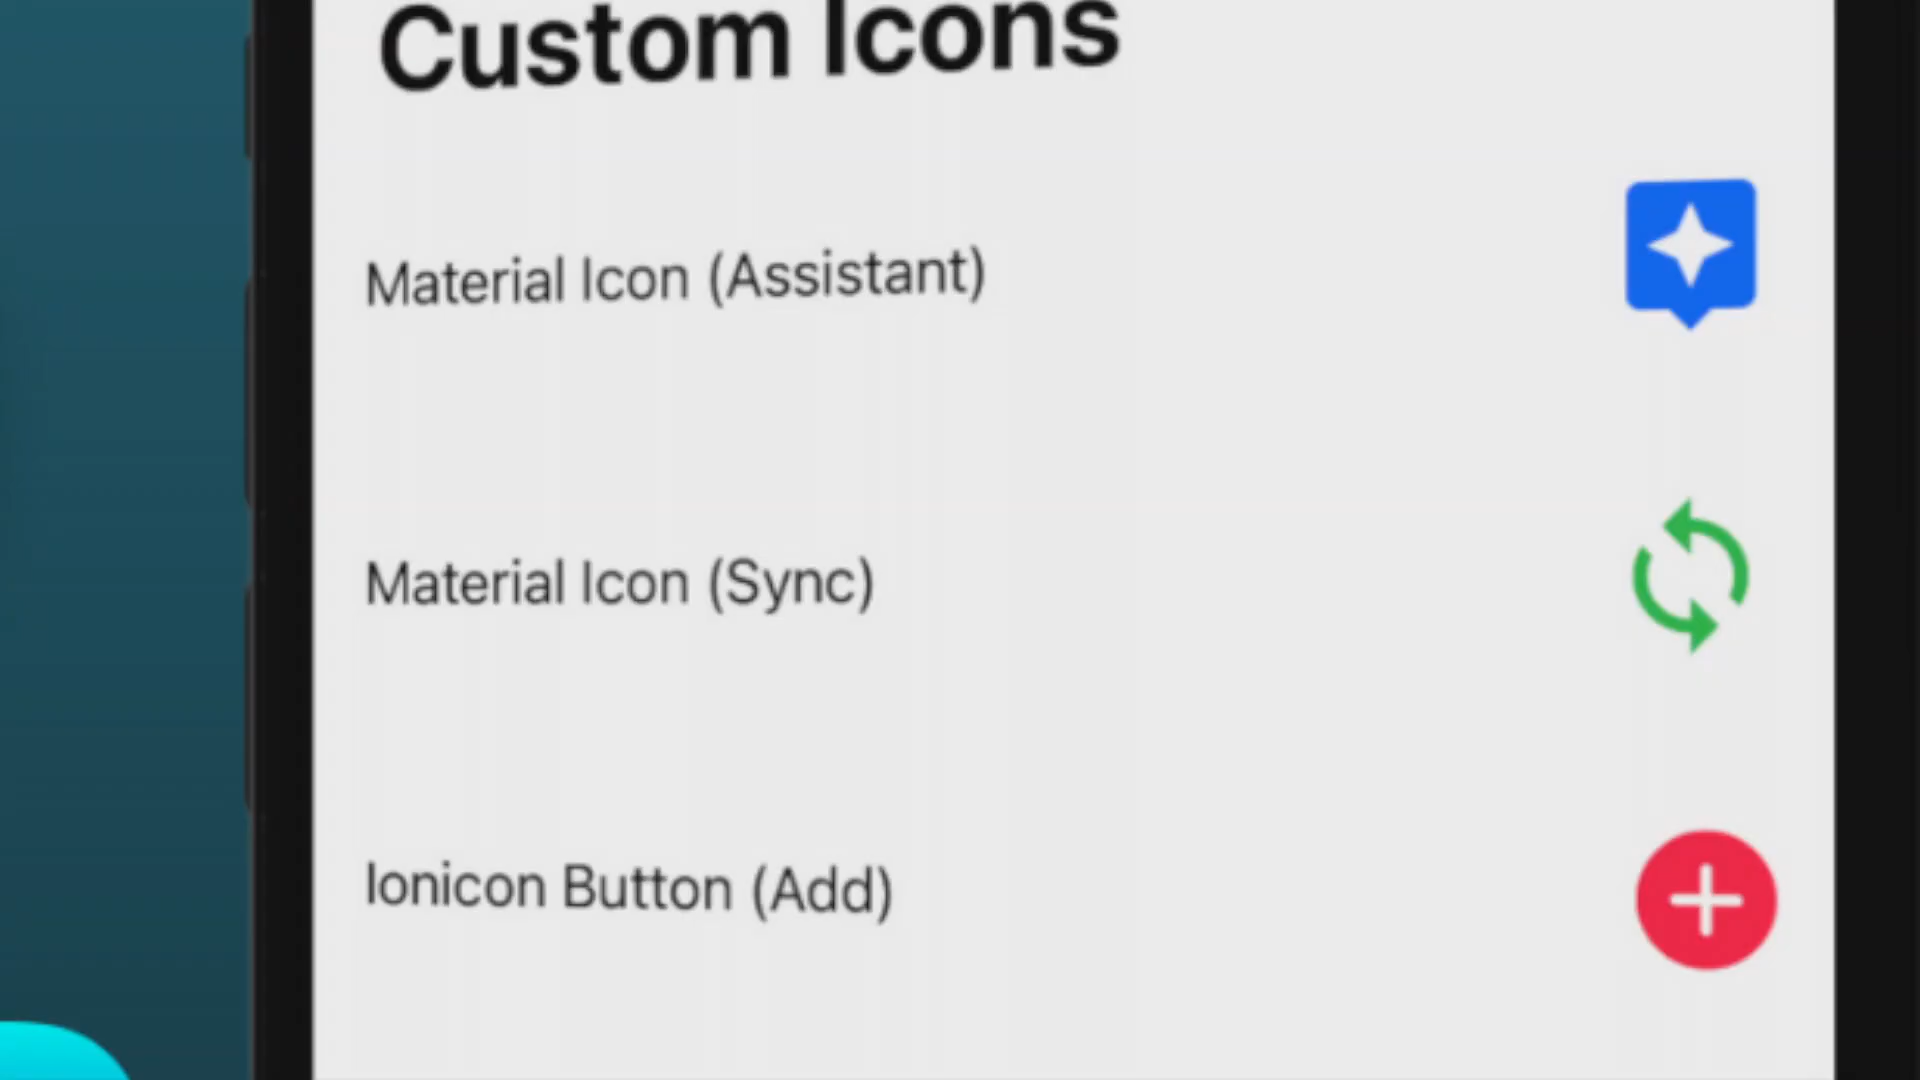 Custom Icons
Material Icon (Assistant)
Material Icon (Sync)
Ionicon Button (Add)